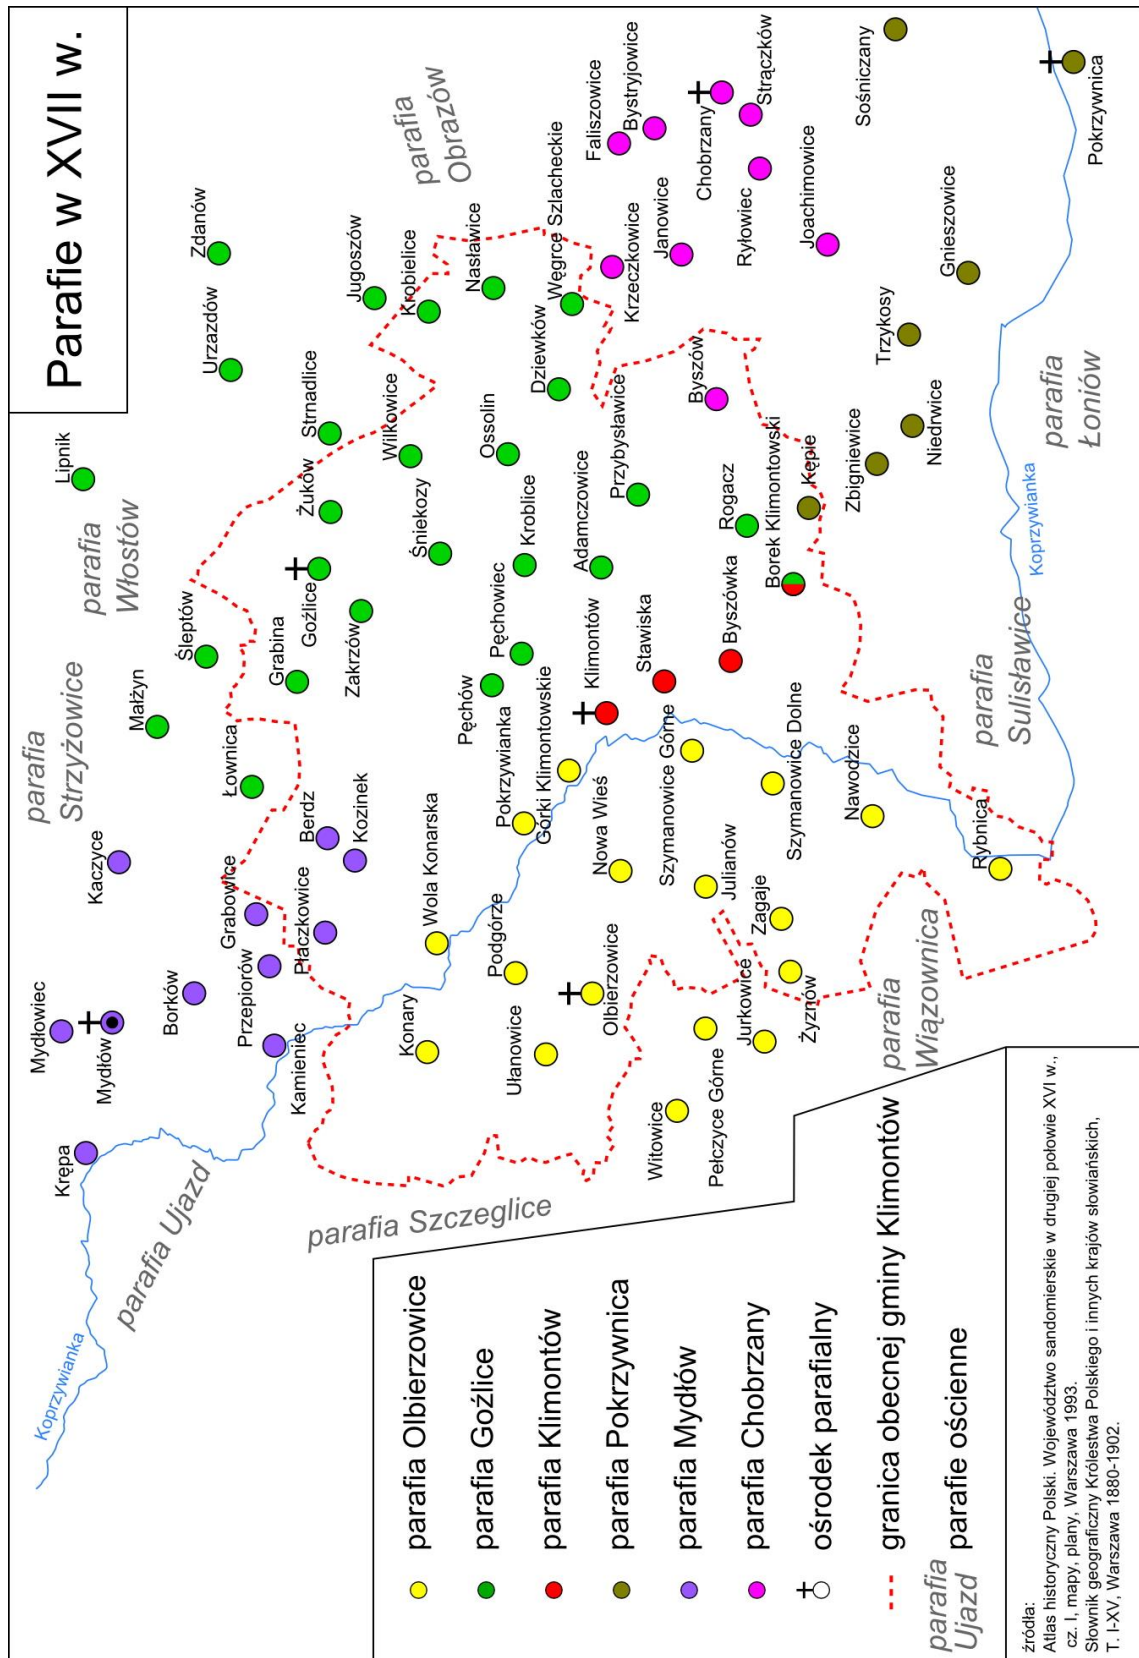 Parafie w XVII w.
Koprzywianka
Krępa
Mydłowiec
Mydłów
Borków
Kaczyce
parafia
Strzyżowice
Małżyn
Śleptów
parafia
Włostów
Lipnik
Urzazdów
Zdanów
parafia Ujazd
Kamieniec
Przepiorów
Grabowice
Płaczkowice
Berdz
Kozinek
Łownica
Grabina
Goźlice
Zakrzów
Żuków
Strnadlice
Jugoszów
parafia
Obrazów
parafia Szczeglice
Konary
Wola Konarska
Podgórze
Ułanowice
Pokrzywianka
Górki Klimontowskie
Pęchów
Pęchowiec
Kroblice
Śniekozy
Wilkowice
Ossolin
Krobielice
Nasławice
Węgrce Szlacheckie
Dziewków
Olbierzowice
Nowa Wieś
Klimontów
Adamczowice
Stawiska
Przybysławice
Krzeczkowice
Faliszowice
Bystryjowice
Janowice
Chobrzany
Strączków
Ryłowiec
Joachimowice
Witowice
Pełczyce Górne
Jurkowice
Żyznów
Zagaje
Julianów
Szymanowice Górne
Szymanowice Dolne
Byszówka
Rogacz
Byszów
Borek Klimontowski
Kępie
Nawodzice
Zbigniewice
Niedrwice
Trzykosy
Gnieszowice
Sośniczany
Pokrzywnica
parafia
Wiązownica
Rybnica
parafia
Sulisławice
Koprzywianka
parafia
Łoniów
parafia Olbierzowice
parafia Goźlice
parafia Klimontów
parafia Pokrzywnica
parafia Mydłów
parafia Chobrzany
ośrodek parafialny
granica obecnej gminy Klimontów
parafia
Ujazd
parafie ościenne
źródła:
Atlas historyczny Polski. Województwo sandomierskie w drugiej połowie XVI w.,
cz. I, mapy, plany, Warszawa 1993.
Słownik geograficzny Królestwa Polskiego i innych krajów słowiańskich,
T. I-XV, Warszawa 1880-1902.